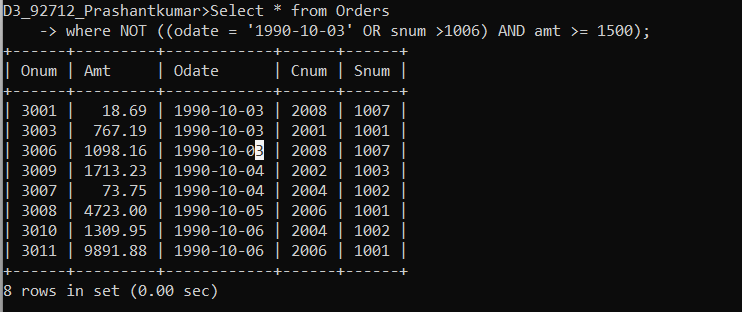 D3_92712_Prashantkumar>Select * from Orders
    -> where NOT ((odate = '1990-10-03' OR snum >1006) AND amt >= 1500);
+------+---------+------------+------+------+
| Onum | Amt     | Odate      | Cnum | Snum |
+------+---------+------------+------+------+
| 3001 |   18.69 | 1990-10-03 | 2008 | 1007 |
| 3003 |  767.19 | 1990-10-03 | 2001 | 1001 |
| 3006 | 1098.16 | 1990-10-03 | 2008 | 1007 |
| 3009 | 1713.23 | 1990-10-04 | 2002 | 1003 |
| 3007 |   73.75 | 1990-10-04 | 2004 | 1002 |
| 3008 | 4723.00 | 1990-10-05 | 2006 | 1001 |
| 3010 | 1309.95 | 1990-10-06 | 2004 | 1002 |
| 3011 | 9891.88 | 1990-10-06 | 2006 | 1001 |
+------+---------+------------+------+------+
8 rows in set (0.00 sec)